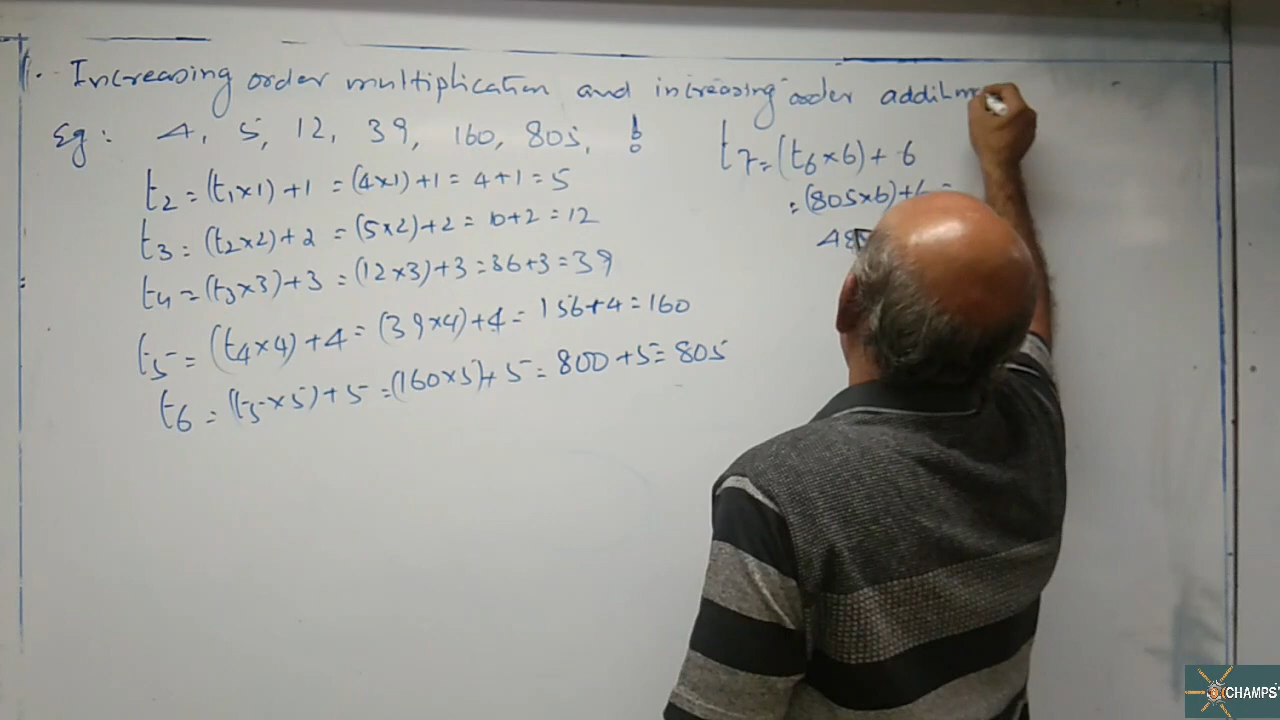 1. Increasing order multiplication and increasing order addition
Eg: 4, 5, 12, 39, 160, 805, ?
t2 = (t1×1)+1 = (4×1)+1 = 4+1 = 5
t3 = (t2×2)+2 = (5×2)+2 = 10+2 = 12
t4 = (t3×3)+3 = (12×3)+3 = 36+3 = 39
t5 = (t4×4)+4 = (39×4)+4 = 156+4 = 160
t6 = (t5×5)+5 = (160×5)+5 = 800+5 = 805
t7 = (t6×6)+6
= (805×6)+6 =
CHAMPS